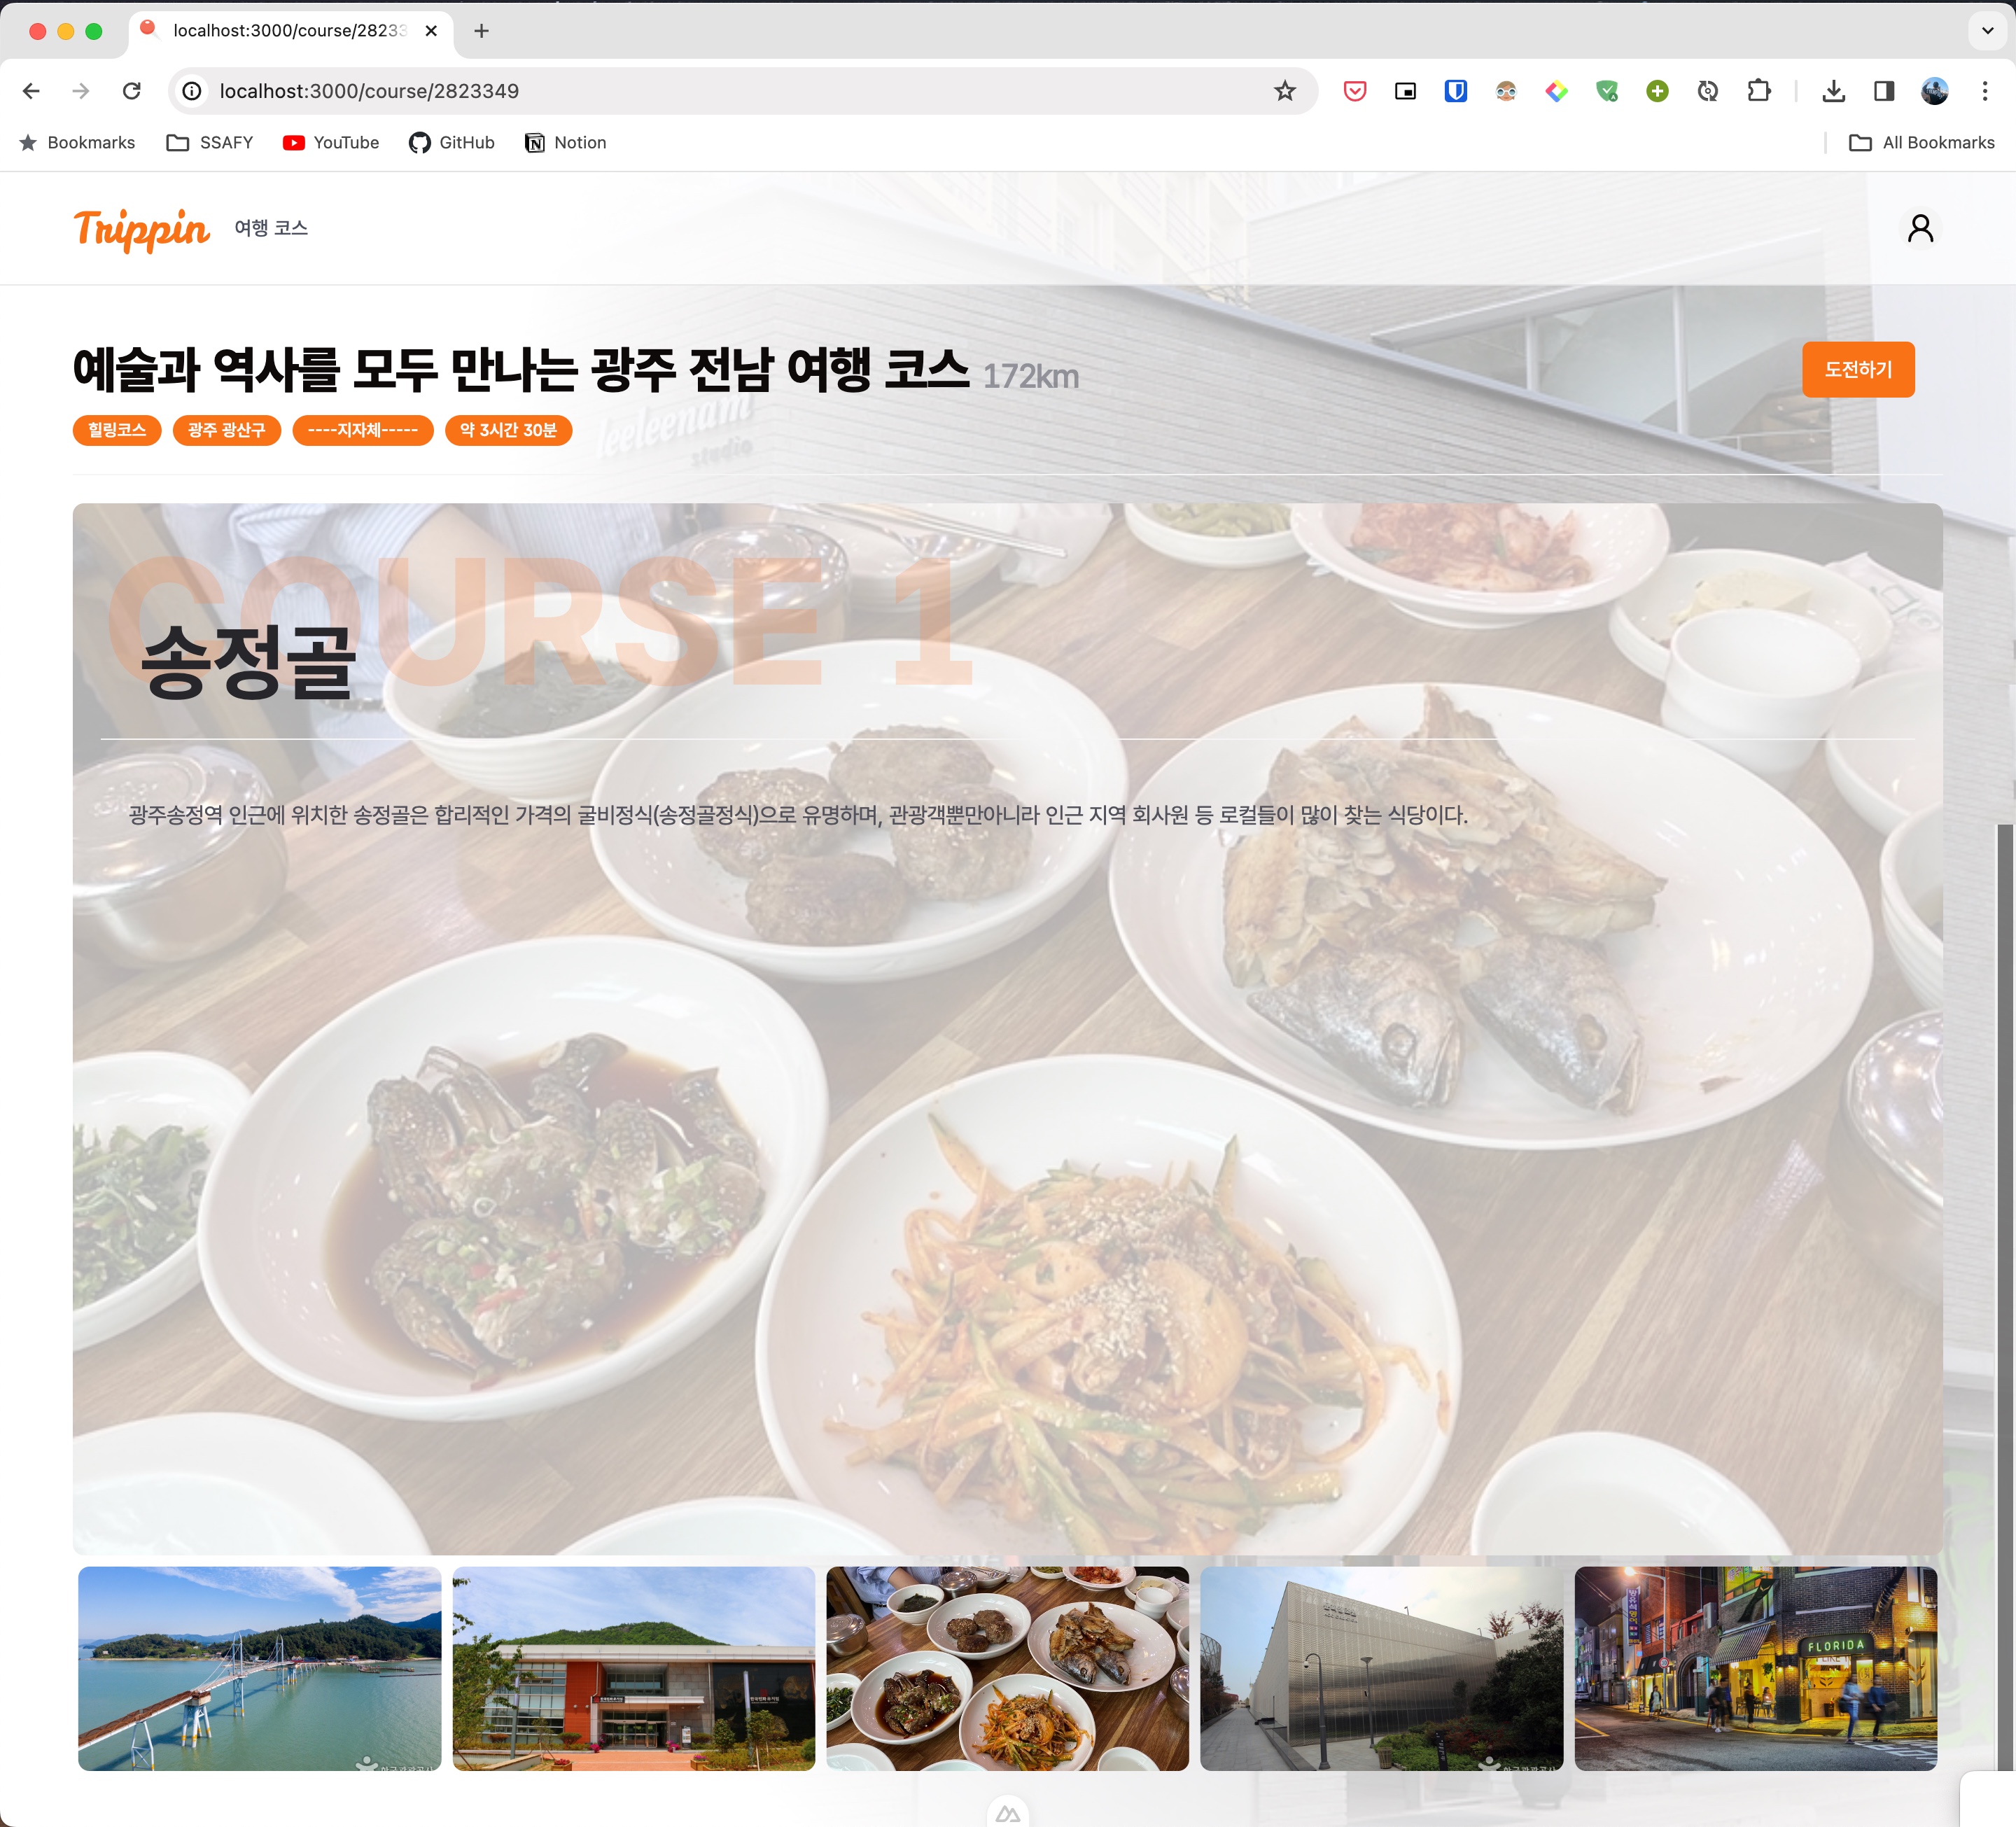 localhost:3000/course/28233
localhost:3000/course/2823349
Bookmarks
SSAFY
YouTube
GitHub
Notion
All Bookmarks
Trippin
여행 코스
예술과 역사를 모두 만나는 광주 전남 여행 코스 172km
도전하기
힐링코스
광주 광산구
----지자체-----
약 3시간 30분
leeleenam
studio
COURSE 1
송정골
광주송정역 인근에 위치한 송정골은 합리적인 가격의 굴비정식(송정골정식)으로 유명하며, 관광객뿐만아니라 인근 지역 회사원 등 로컬들이 많이 찾는 식당이다.
FLORIDA